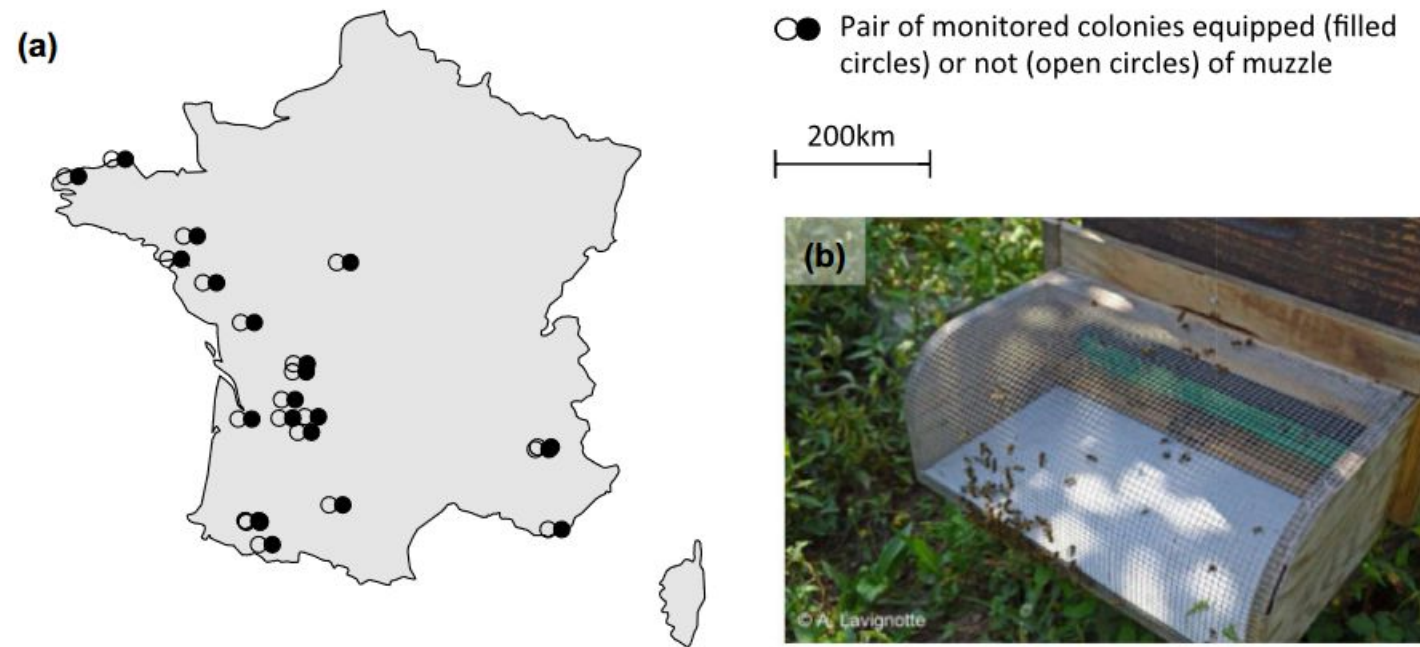 (a)
Pair of monitored colonies equipped (filled
circles) or not (open circles) of muzzle
200km
(b)
© A. Lavignotte